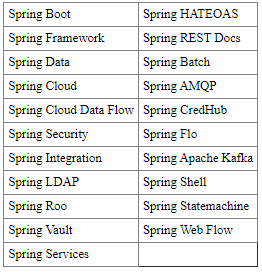 Spring Boot Spring HATEOAS
Spring Framework Spring REST Docs
Spring Data Spring Batch
Spring Cloud Spring AMQP
Spring Cloud Data Flow Spring CredHub
Spring Security Spring Flo
Spring Integration Spring Apache Kafka
Spring LDAP Spring Shell
Spring Roo Spring Statemachine
Spring Vault Spring Web Flow
Spring Services